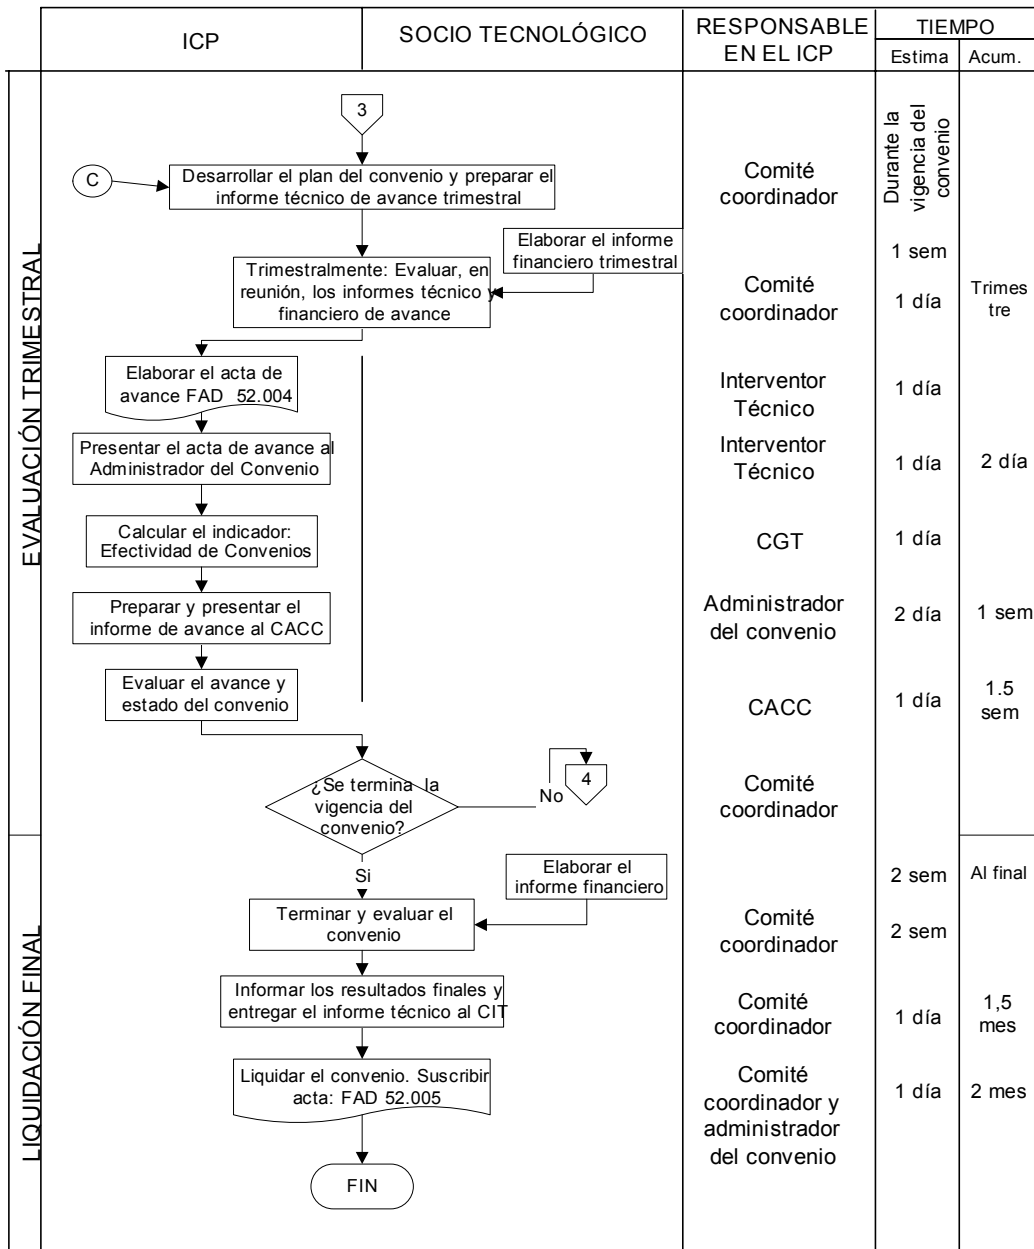 ICP
SOCIO TECNOLÓGICO
RESPONSABLE
EN EL ICP
TIEMPO
Estima
Acum.
EVALUACIÓN TRIMESTRAL
3
C
Desarrollar el plan del convenio y preparar el
informe técnico de avance trimestral
Comité
coordinador
Durante la
vigencia del
convenio
Elaborar el informe
financiero trimestral
1 sem
Trimestralmente: Evaluar, en
reunión, los informes técnico y
financiero de avance
Comité
coordinador
1 día
Trimes
tre
Elaborar el acta de
avance FAD 52.004
Interventor
Técnico
1 día
Presentar el acta de avance al
Administrador del Convenio
Interventor
Técnico
1 día
2 día
Calcular el indicador:
Efectividad de Convenios
CGT
1 día
Preparar y presentar el
informe de avance al CACC
Administrador
del convenio
2 día
1 sem
Evaluar el avance y
estado del convenio
CACC
1 día
1.5
sem
¿Se termina la
vigencia del
convenio?
No
4
Comité
coordinador
LIQUIDACIÓN FINAL
Si
Elaborar el
informe financiero
2 sem
Al final
Terminar y evaluar el
convenio
Comité
coordinador
2 sem
Informar los resultados finales y
entregar el informe técnico al CIT
Comité
coordinador
1 día
1,5
mes
Liquidar el convenio. Suscribir
acta: FAD 52.005
Comité
coordinador y
administrador
del convenio
1 día
2 mes
FIN